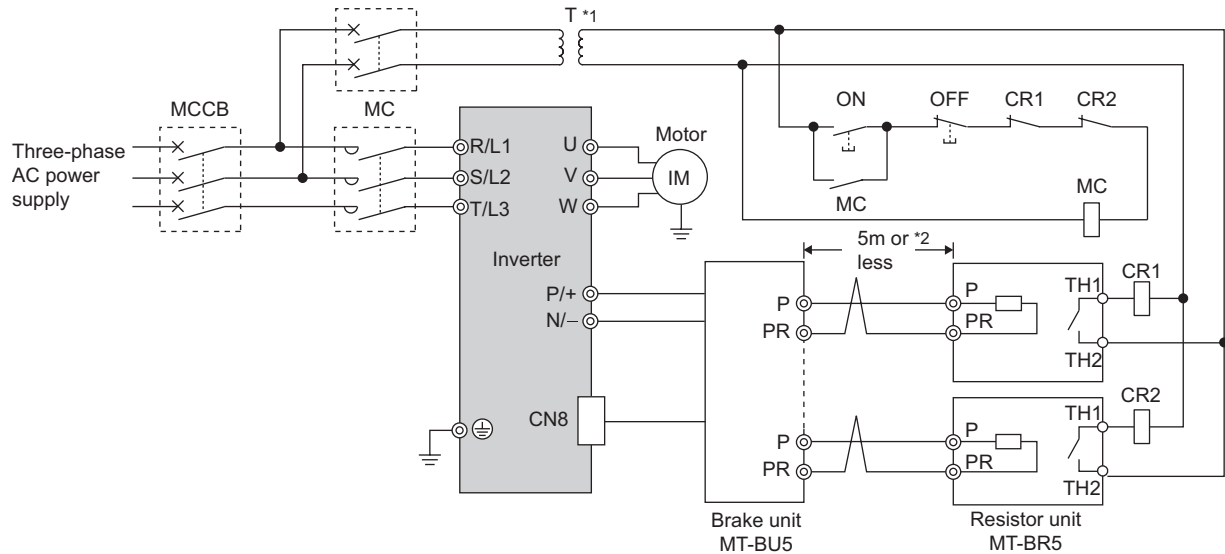 T *1
MCCB
MC
ON
OFF
CR1
CR2
Three-phase
AC power
supply
R/L1
S/L2
T/L3
U
V
W
Motor
IM
MC
MC
Inverter
5m or *2
less
P/+
N/−
P
PR
P
PR
TH1
TH2
CR1
CN8
P
PR
P
PR
TH1
TH2
CR2
Brake unit
MT-BU5
Resistor unit
MT-BR5